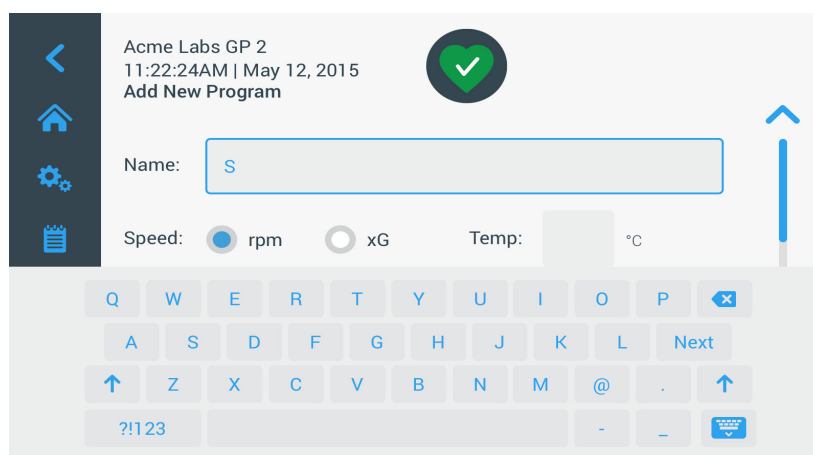 Acme Labs GP 2
11:22:24AM | May 12, 2015
Add New Program
Name: S
Speed: rpm xG Temp: °C
Q W E R T Y U I O P
A S D F G H J K L Next
Z X C V B N M @ .
?!123 - _